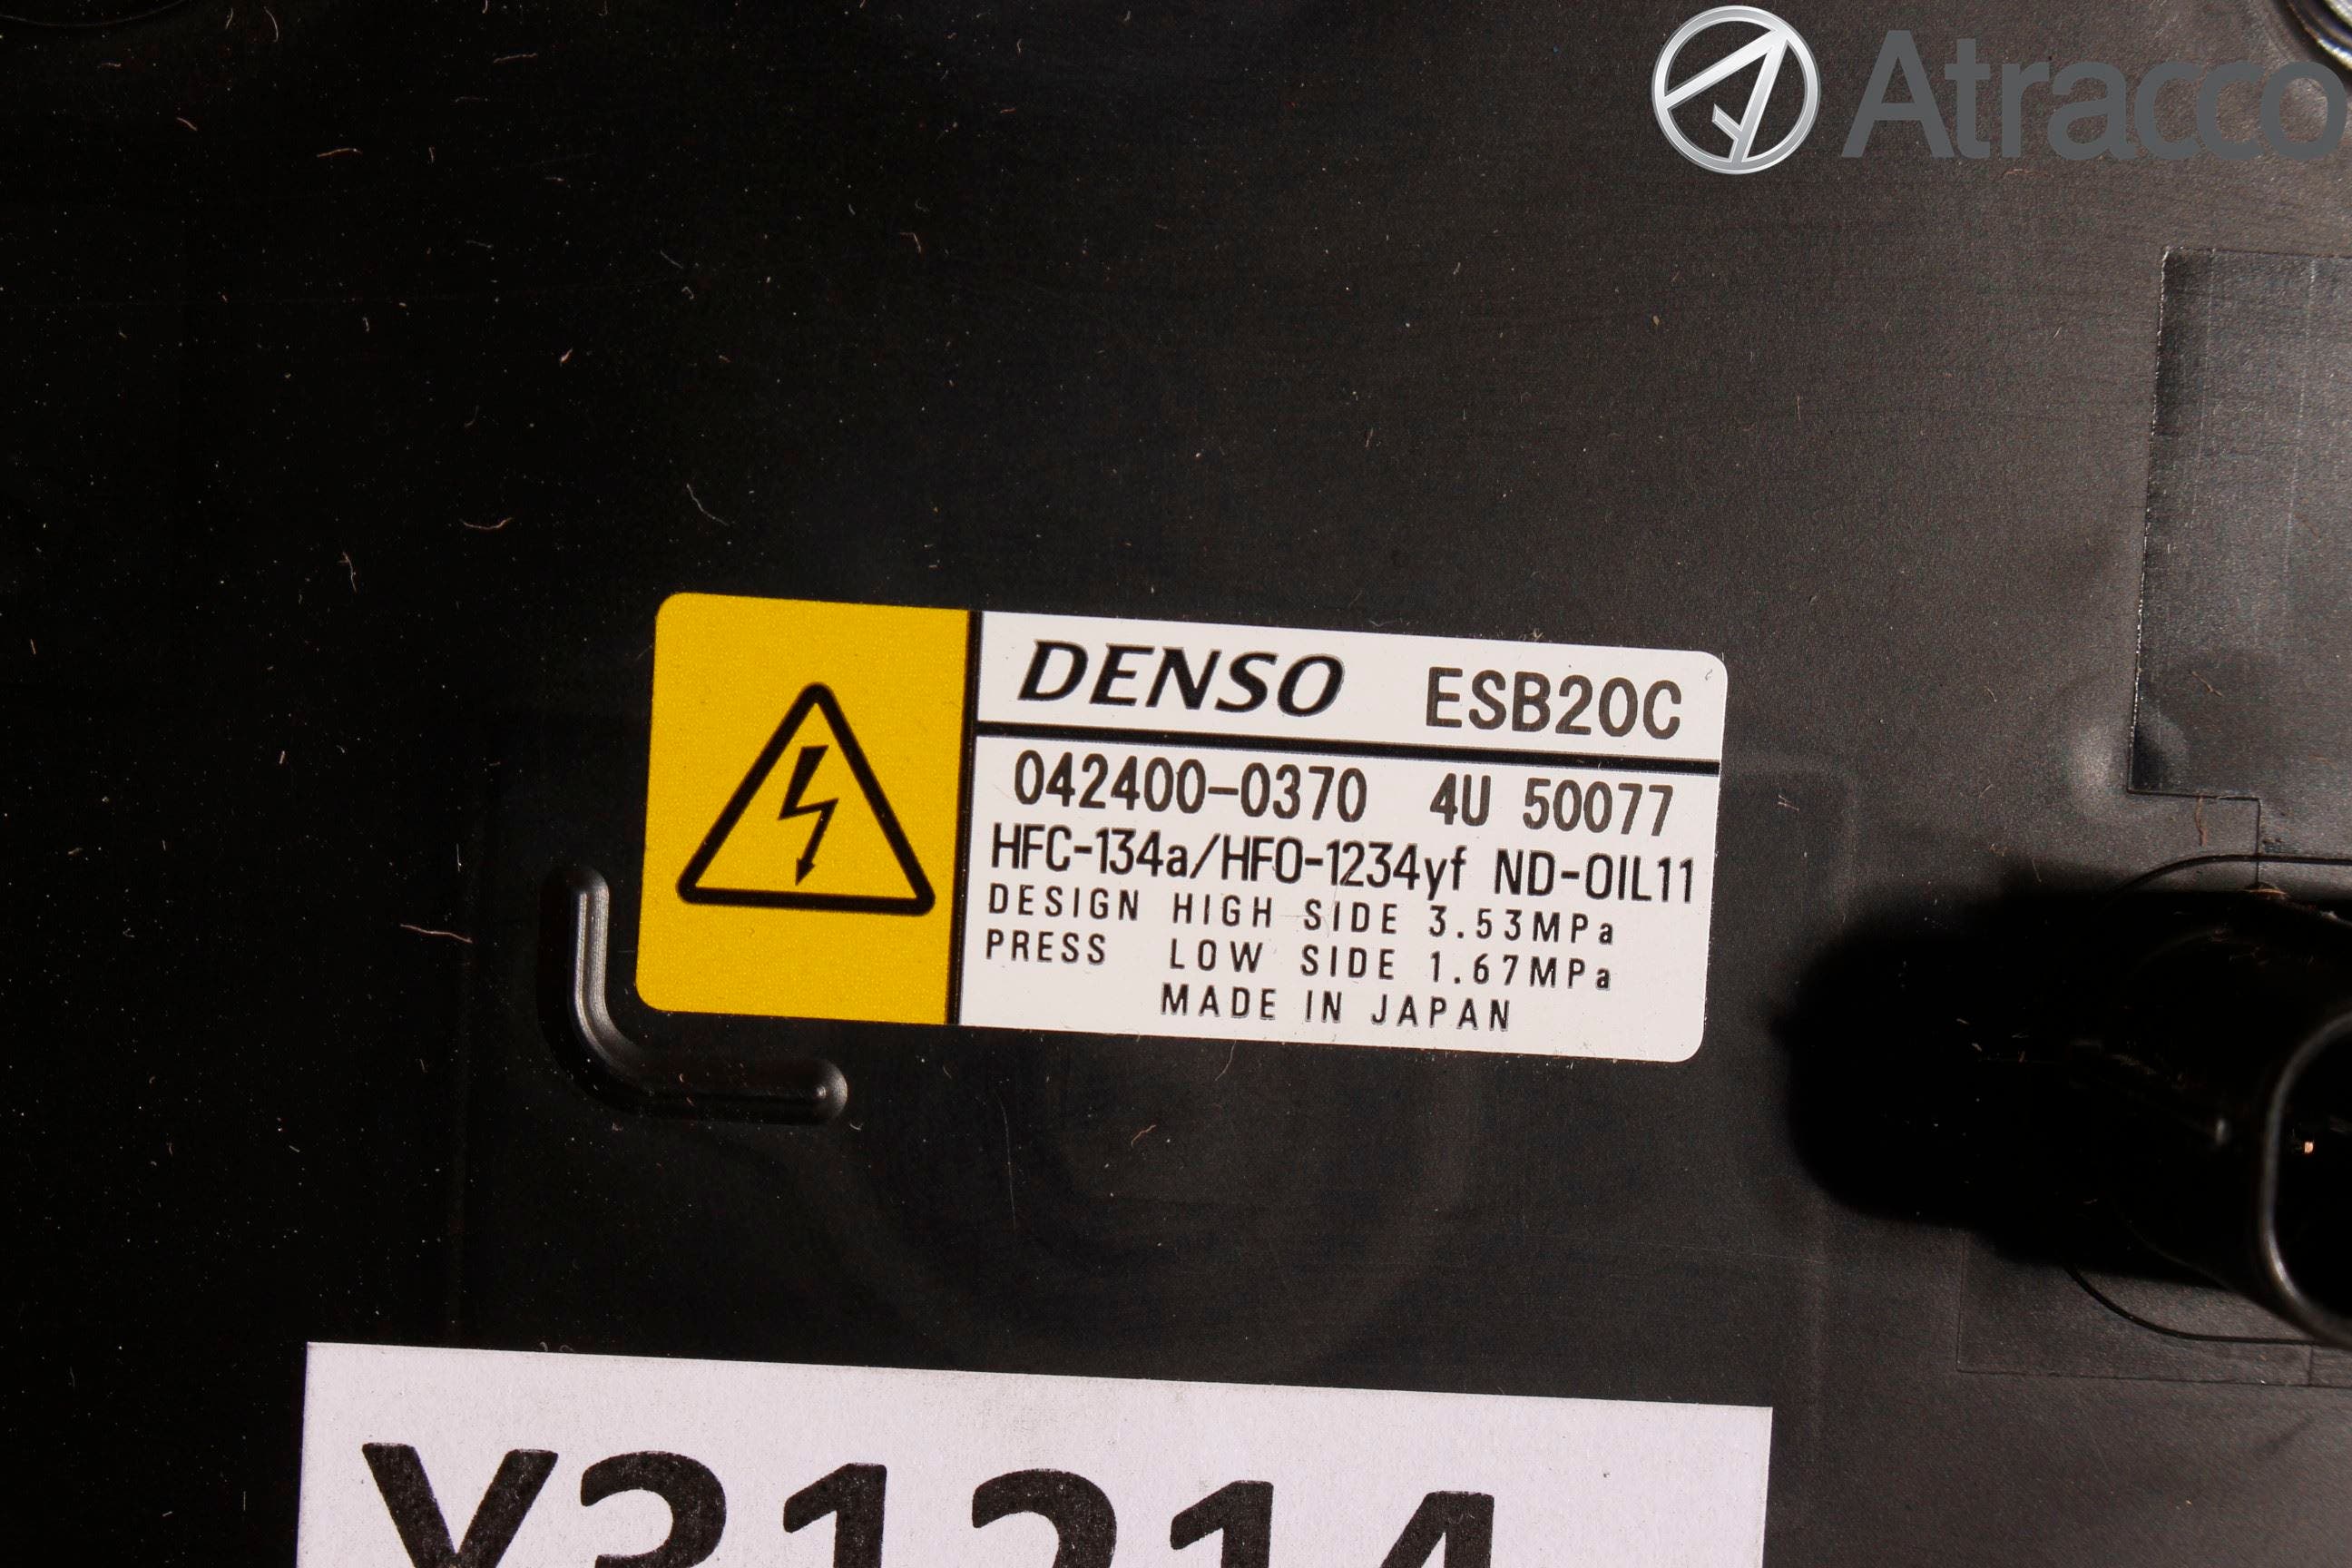 Atracco
DENSO ESB20C
042400-0370 4U 50077
HFC-134a/HFO-1234yf ND-OIL11
DESIGN HIGH SIDE 3.53MPa
PRESS LOW SIDE 1.67MPa
MADE IN JAPAN
Y31214